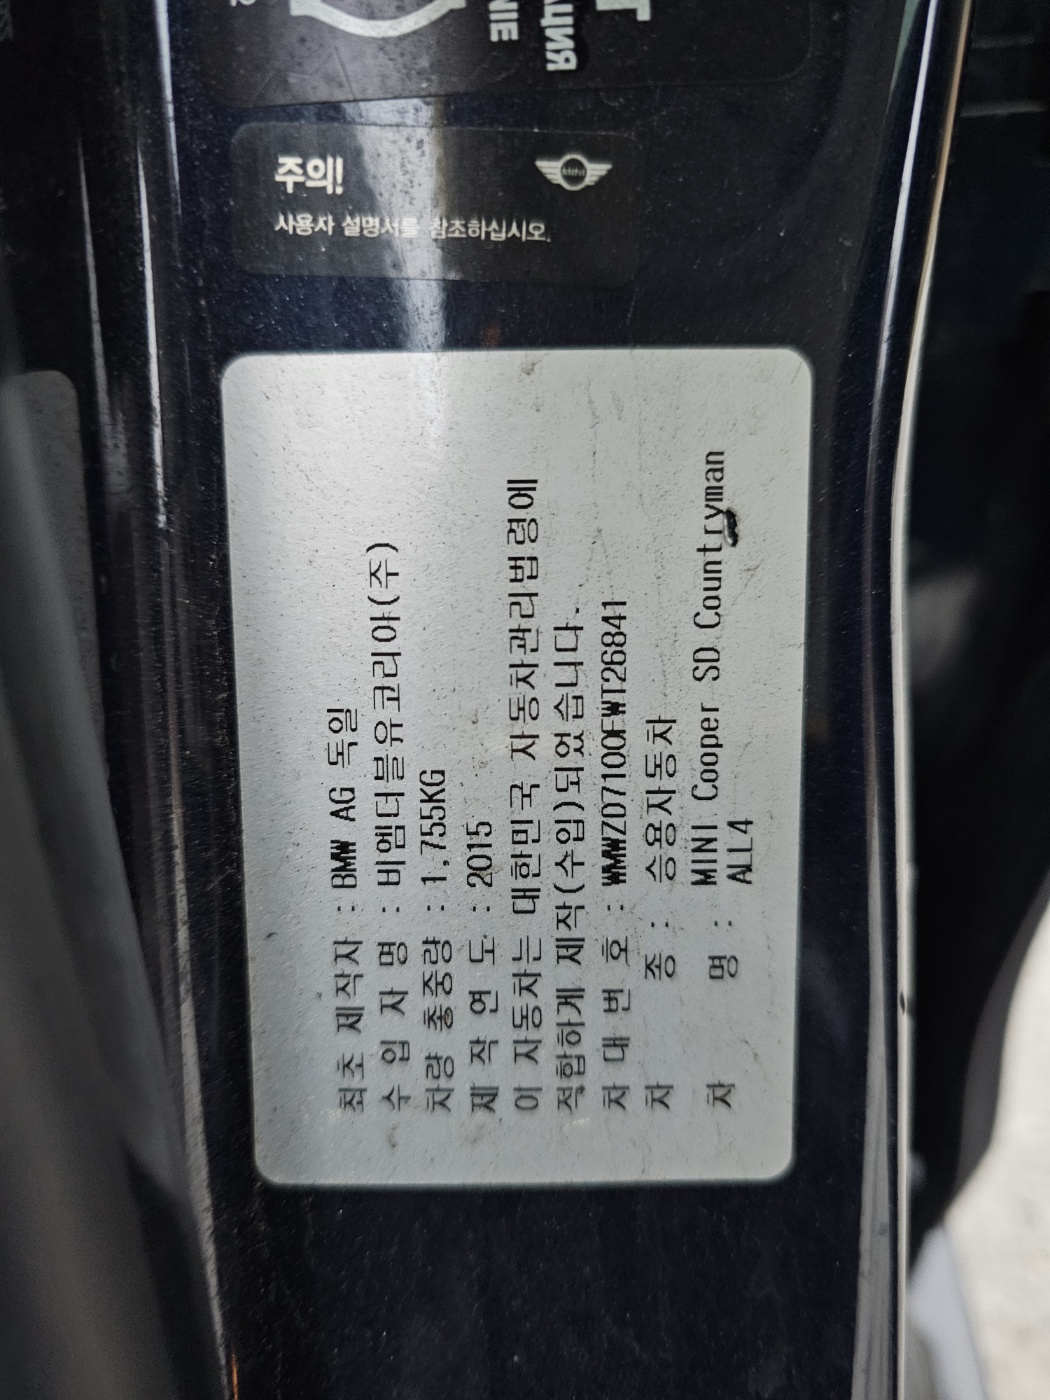 NIE
ЯИЦИ
주의!
MINI
사용자 설명서를 참조하십시오.
최초 제작자 : BMW AG 독일
수 입 자 명 : 비엠더블유코리아(주)
차량 총중량 : 1,755KG
제 작 연 도 : 2015
이 자동차는 대한민국 자동차관리법령에
적합하게 제작(수입)되었습니다.
차 대 번 호 : WMWZD7100FWT26841
차 종 : 승용자동차
차 명 : MINI Cooper SD Countryman
ALL4